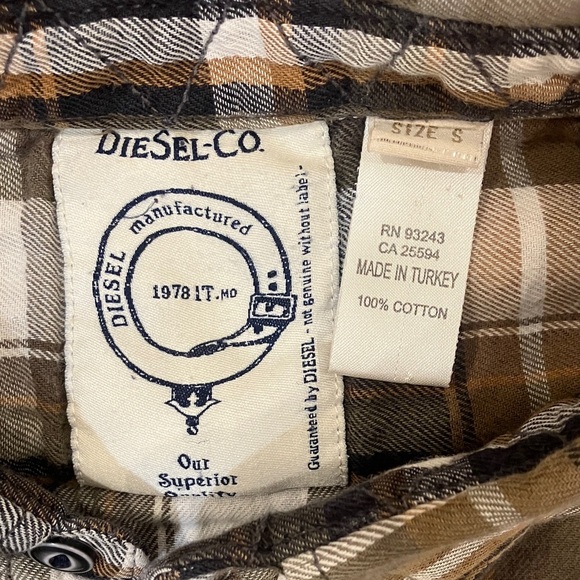 DIESEL-CO.
DIESEL manufactured
1978 IT.MO
Our
Superior
Quality
Guaranteed by DIESEL - not genuine without label-
SIZE S
RN 93243
CA 25594
MADE IN TURKEY
100% COTTON